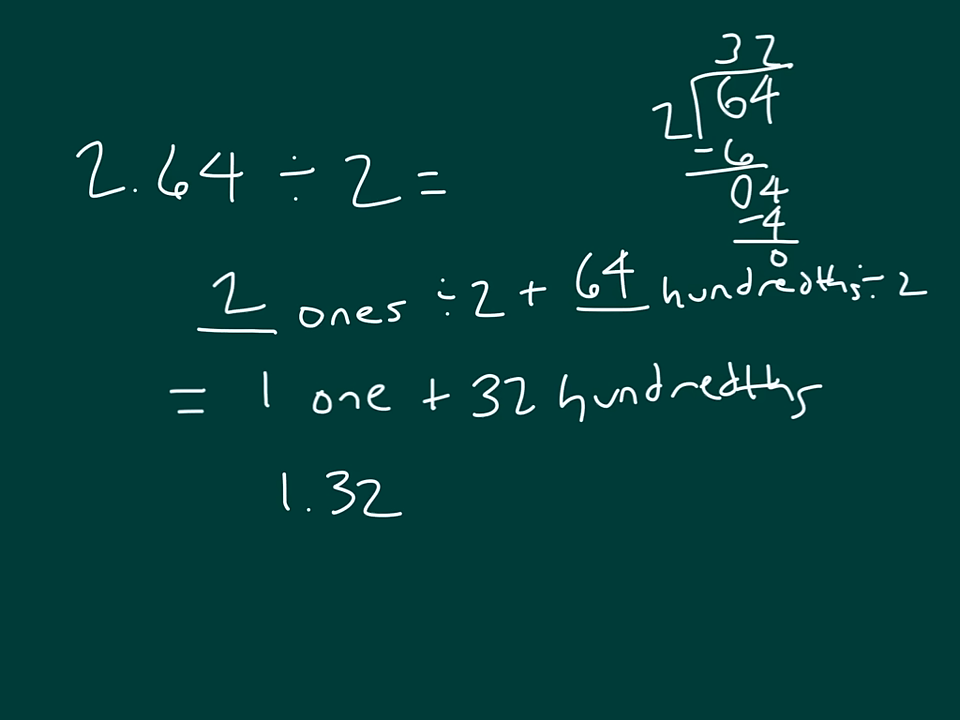 32
2 64
-6
04
-4
0
2.64 ÷ 2 =
2 ones ÷ 2 + 64 hundredths ÷ 2
= 1 one + 32 hundredths
1.32